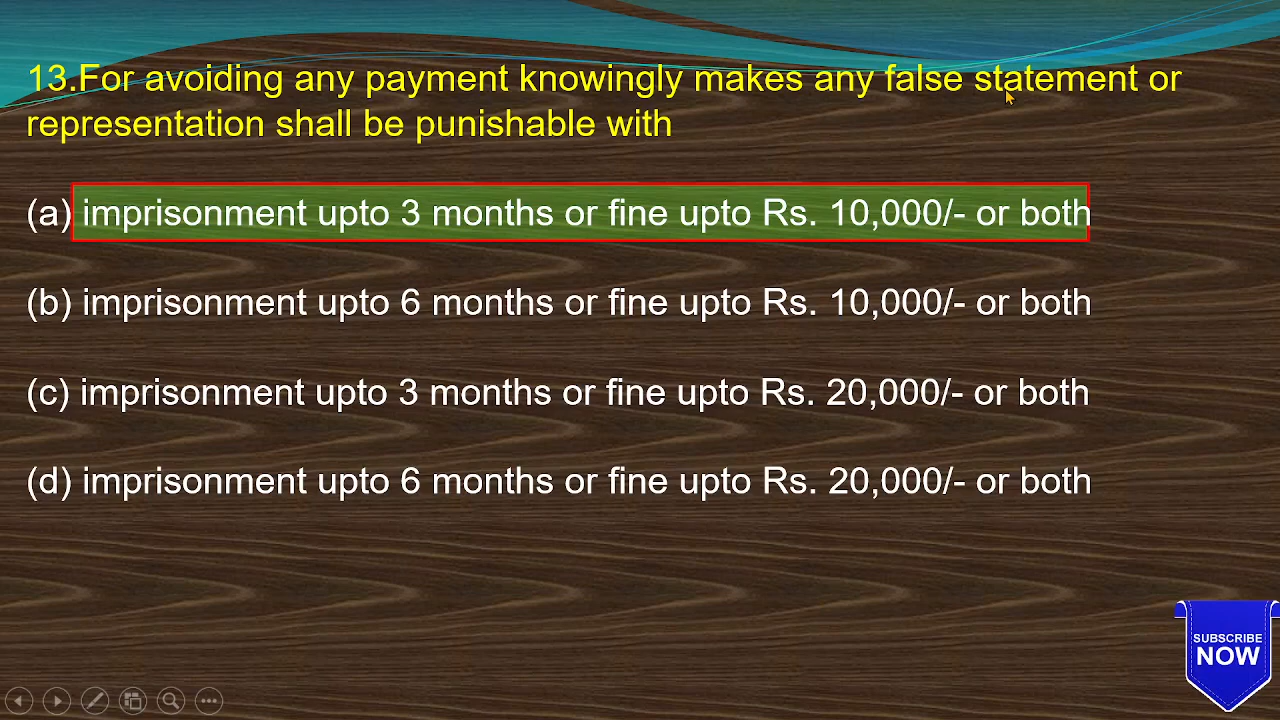 13.For avoiding any payment knowingly makes any false statement or
representation shall be punishable with
(a) imprisonment upto 3 months or fine upto Rs. 10,000/- or both
(b) imprisonment upto 6 months or fine upto Rs. 10,000/- or both
(c) imprisonment upto 3 months or fine upto Rs. 20,000/- or both
(d) imprisonment upto 6 months or fine upto Rs. 20,000/- or both
SUBSCRIBE
NOW